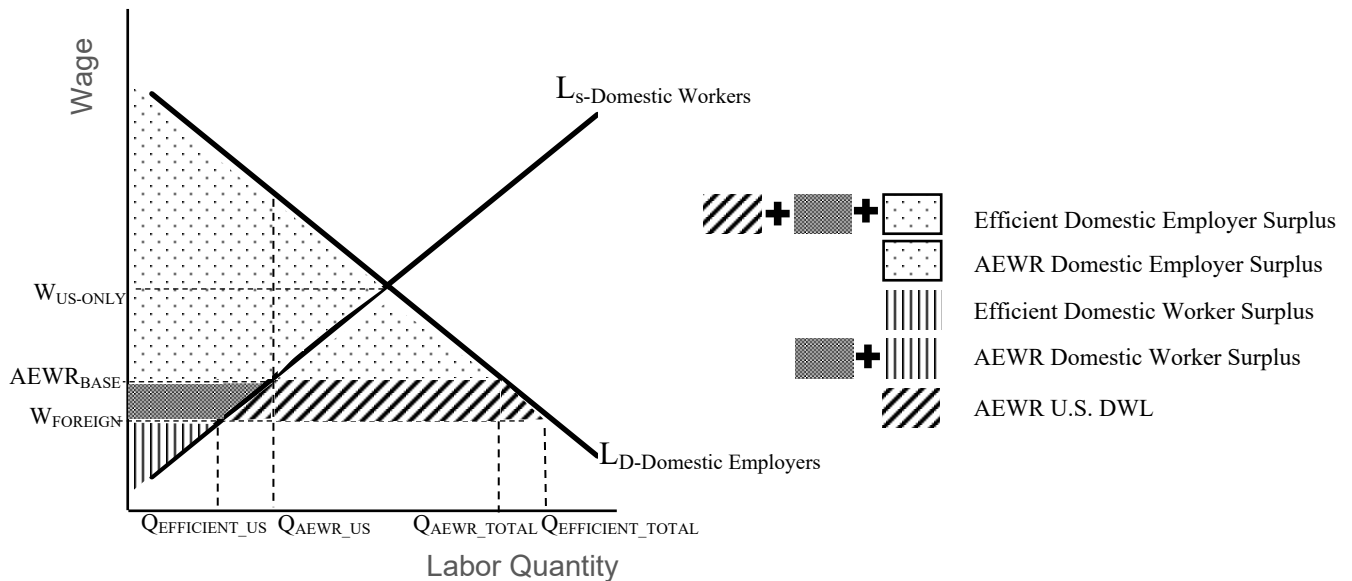 Wage
Ls-Domestic Workers
WUS-ONLY
AEWRBASE
WFOREIGN
LD-Domestic Employers
QEFFICIENT_US
QAEWR_US
QAEWR_TOTAL
QEFFICIENT_TOTAL
Labor Quantity
Efficient Domestic Employer Surplus
AEWR Domestic Employer Surplus
Efficient Domestic Worker Surplus
AEWR Domestic Worker Surplus
AEWR U.S. DWL